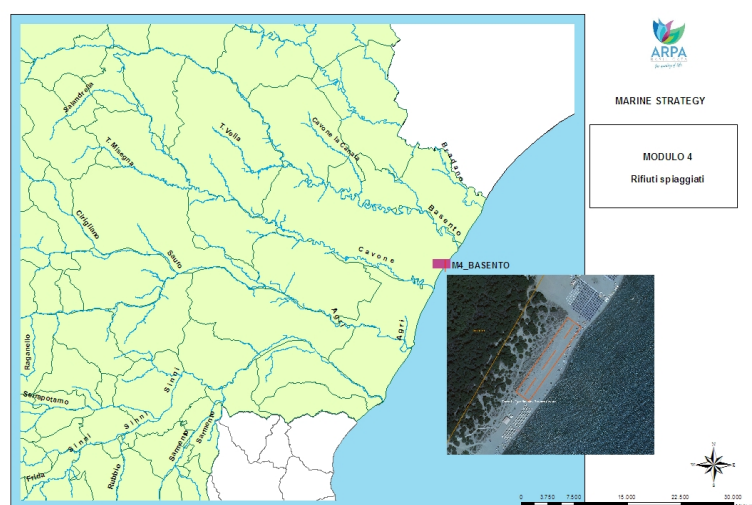 ARPA
MARINE STRATEGY
MODULO 4
Rifiuti spiaggiati
Salandrella
T. Misegna
T. Vella
Cavone la Canala
Bradano
Basento
Cirigliano
Sauro
Cavone
M4_BASENTO
Agri
Agri
Raganello
Serrapotamo
Sinni
Sinni
Sinni
Sarmento
Sarmento
Frida
Rubbio
N
S
0 3.750 7.500 15.000 22.500 30.000